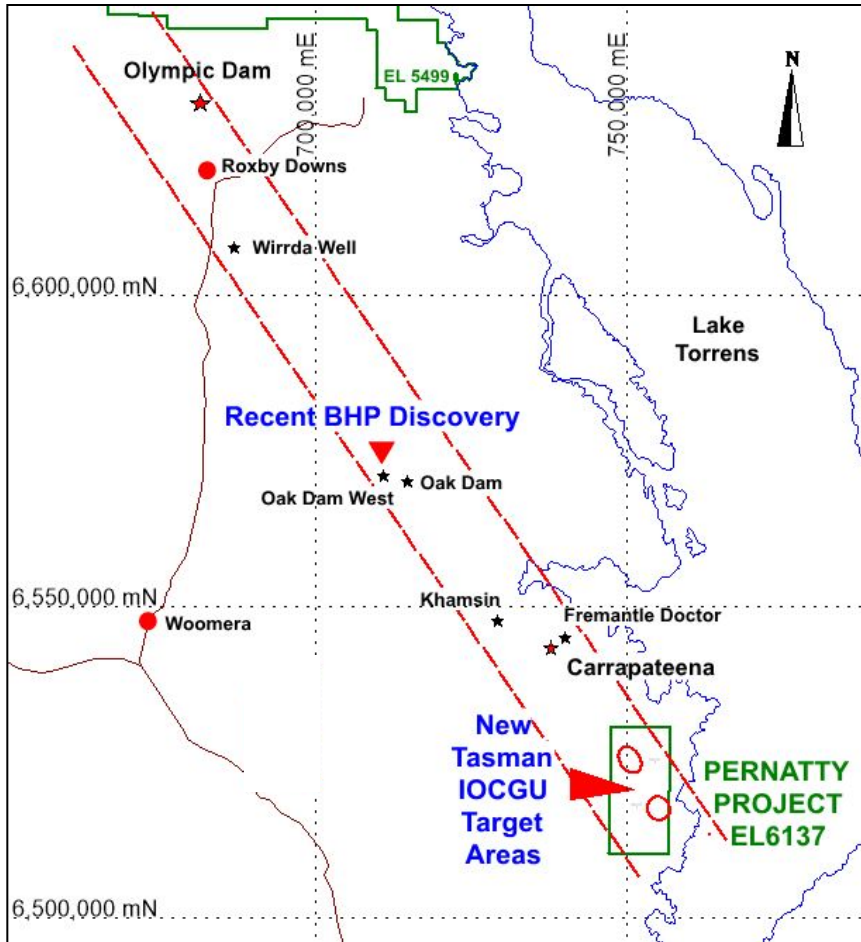 700,000 mE
750,000 mE
EL 5499
N
Olympic Dam
Roxby Downs
Wirrda Well
6,600,000 mN
Lake
Torrens
Recent BHP Discovery
Oak Dam West
Oak Dam
6,550,000 mN
Khamsin
Fremantle Doctor
Woomera
Carrapateena
New
Tasman
IOCGU
Target
Areas
PERNATTY
PROJECT
EL6137
6,500,000 mN